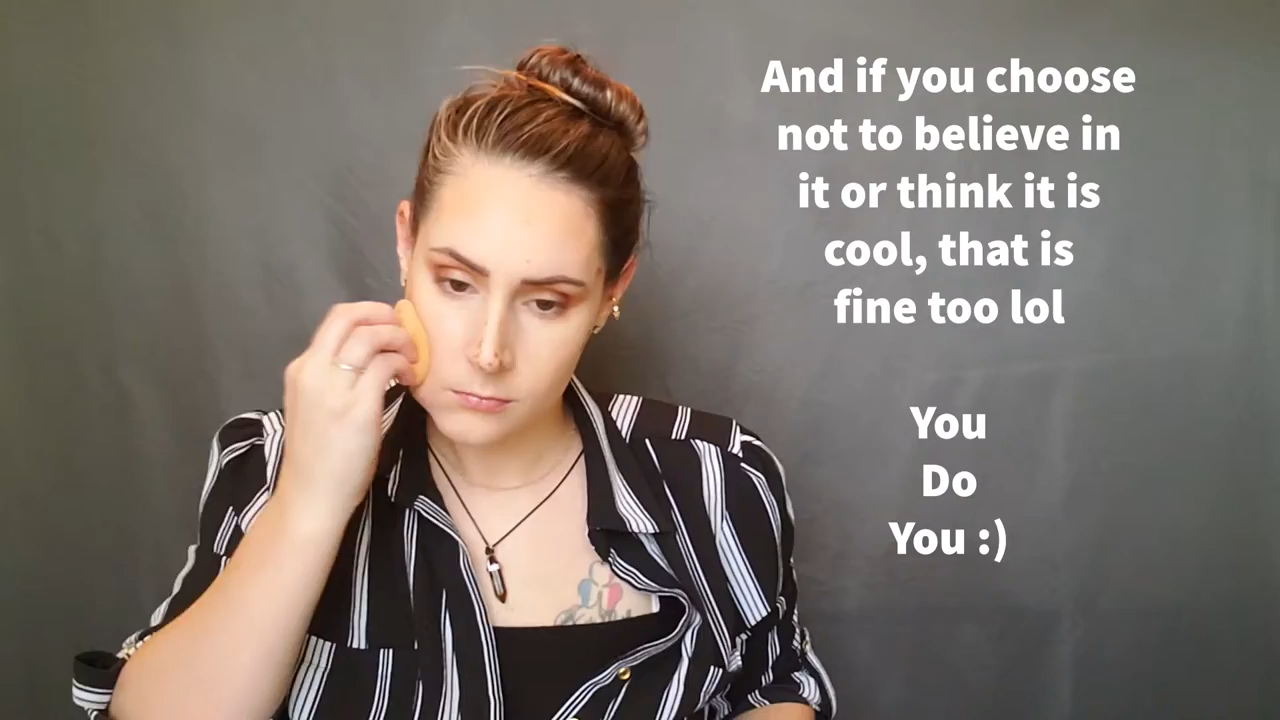 And if you choose
not to believe in
it or think it is
cool, that is
fine too lol
You
Do
You :)